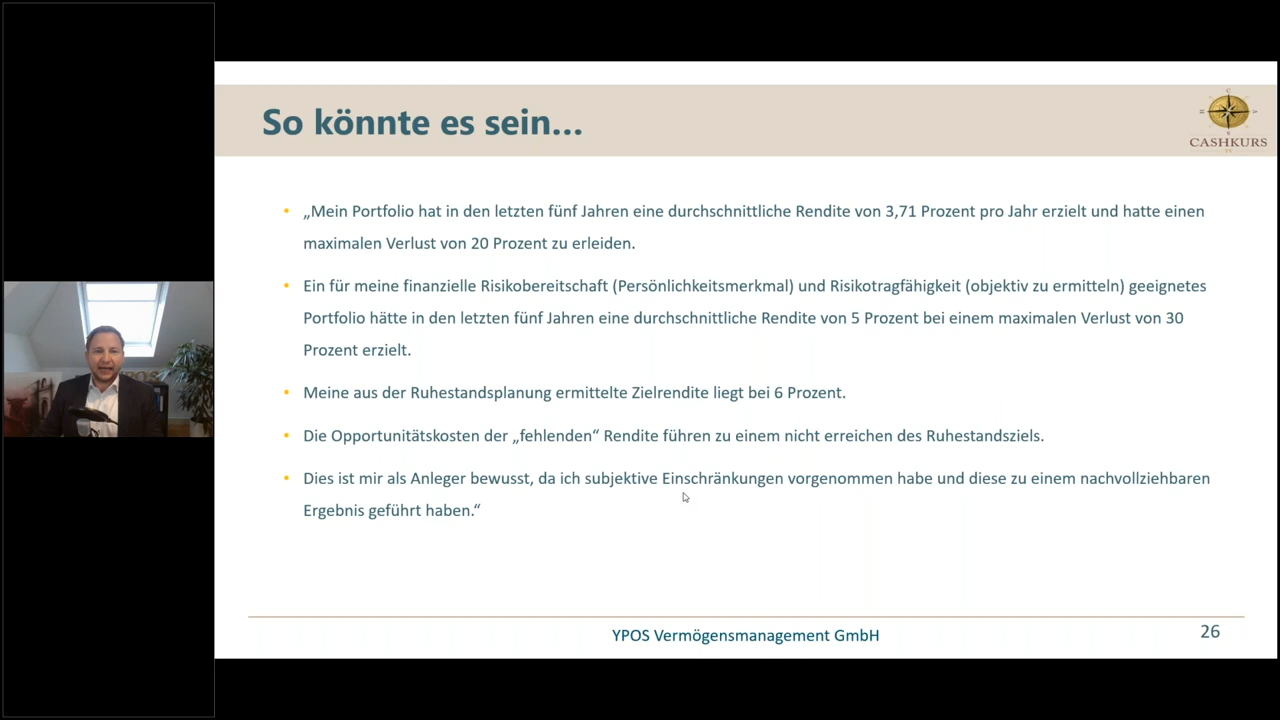 So könnte es sein...
CASHKURS
• „Mein Portfolio hat in den letzten fünf Jahren eine durchschnittliche Rendite von 3,71 Prozent pro Jahr erzielt und hatte einen
maximalen Verlust von 20 Prozent zu erleiden.
• Ein für meine finanzielle Risikobereitschaft (Persönlichkeitsmerkmal) und Risikotragfähigkeit (objektiv zu ermitteln) geeignetes
Portfolio hätte in den letzten fünf Jahren eine durchschnittliche Rendite von 5 Prozent bei einem maximalen Verlust von 30
Prozent erzielt.
• Meine aus der Ruhestandsplanung ermittelte Zielrendite liegt bei 6 Prozent.
• Die Opportunitätskosten der „fehlenden“ Rendite führen zu einem nicht erreichen des Ruhestandsziels.
• Dies ist mir als Anleger bewusst, da ich subjektive Einschränkungen vorgenommen habe und diese zu einem nachvollziehbaren
Ergebnis geführt haben.“
YPOS Vermögensmanagement GmbH
26